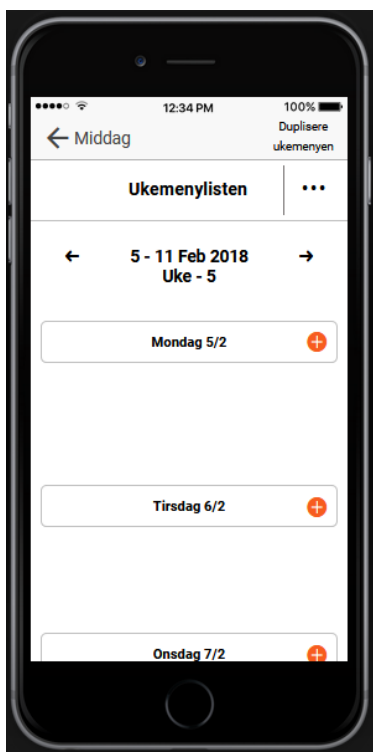 12:34 PM
100%
Middag
Duplisere
ukemenyen
Ukemenylisten
5 - 11 Feb 2018
Uke - 5
Mondag 5/2
Tirsdag 6/2
Onsdag 7/2